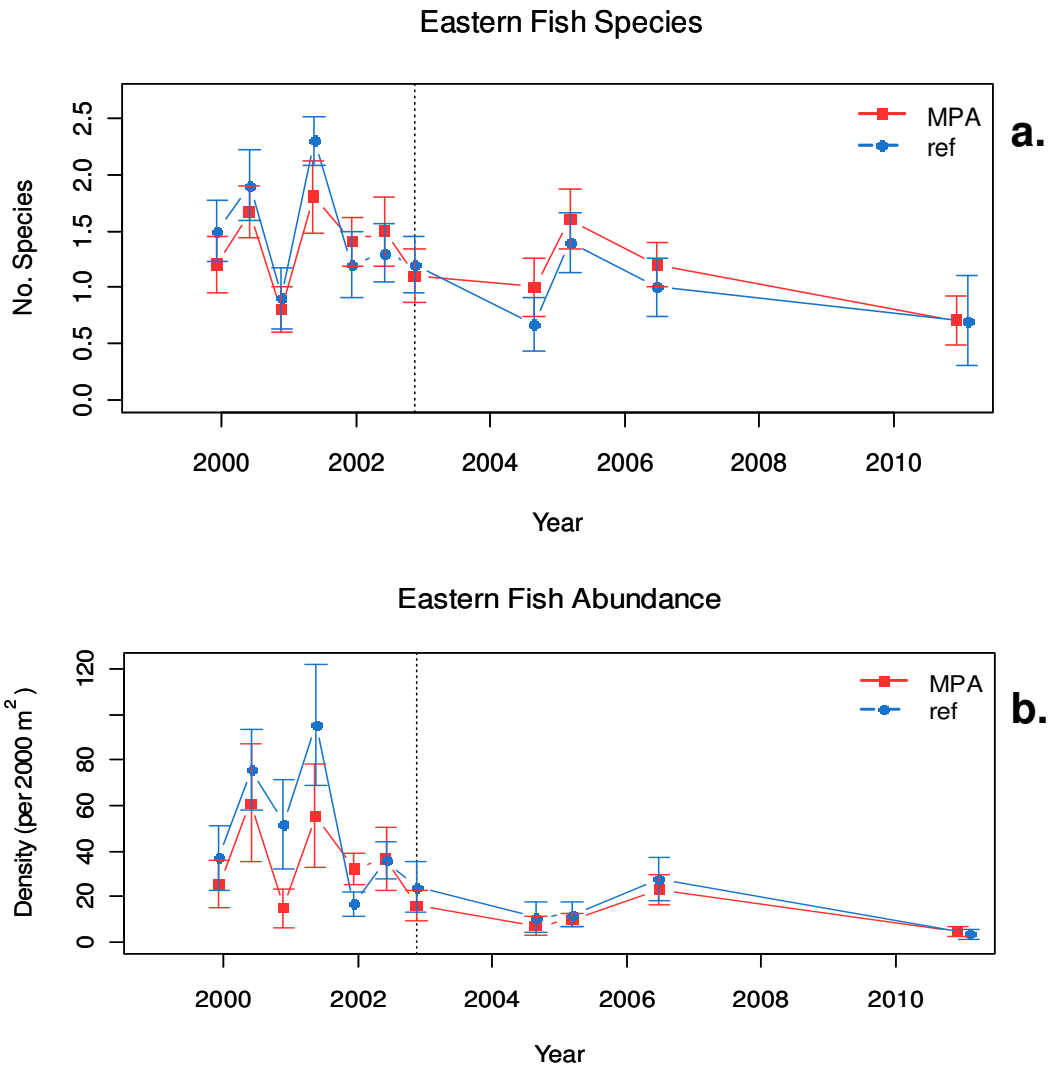 Eastern Fish Species
No. Species
2.5
2.0
1.5
1.0
0.5
0.0
MPA
ref
a.
2000 2002 2004 2006 2008 2010
Year
Eastern Fish Abundance
Density (per 2000 m²)
120
80
60
40
20
0
MPA
ref
b.
2000 2002 2004 2006 2008 2010
Year